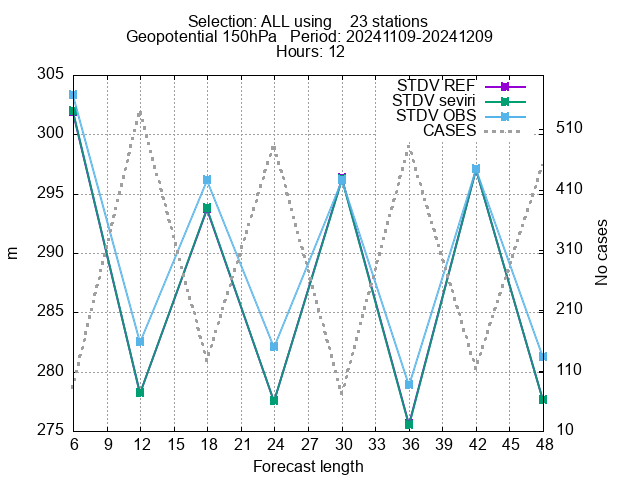 Selection: ALL using    23 stations
Geopotential 150hPa   Period: 20241109-20241209
Hours: 12
STDV REF
STDV seviri
STDV OBS
CASES
305
300
295
290
285
280
275
m
510
410
310
210
110
10
No cases
6 9 12 15 18 21 24 27 30 33 36 39 42 45 48
Forecast length